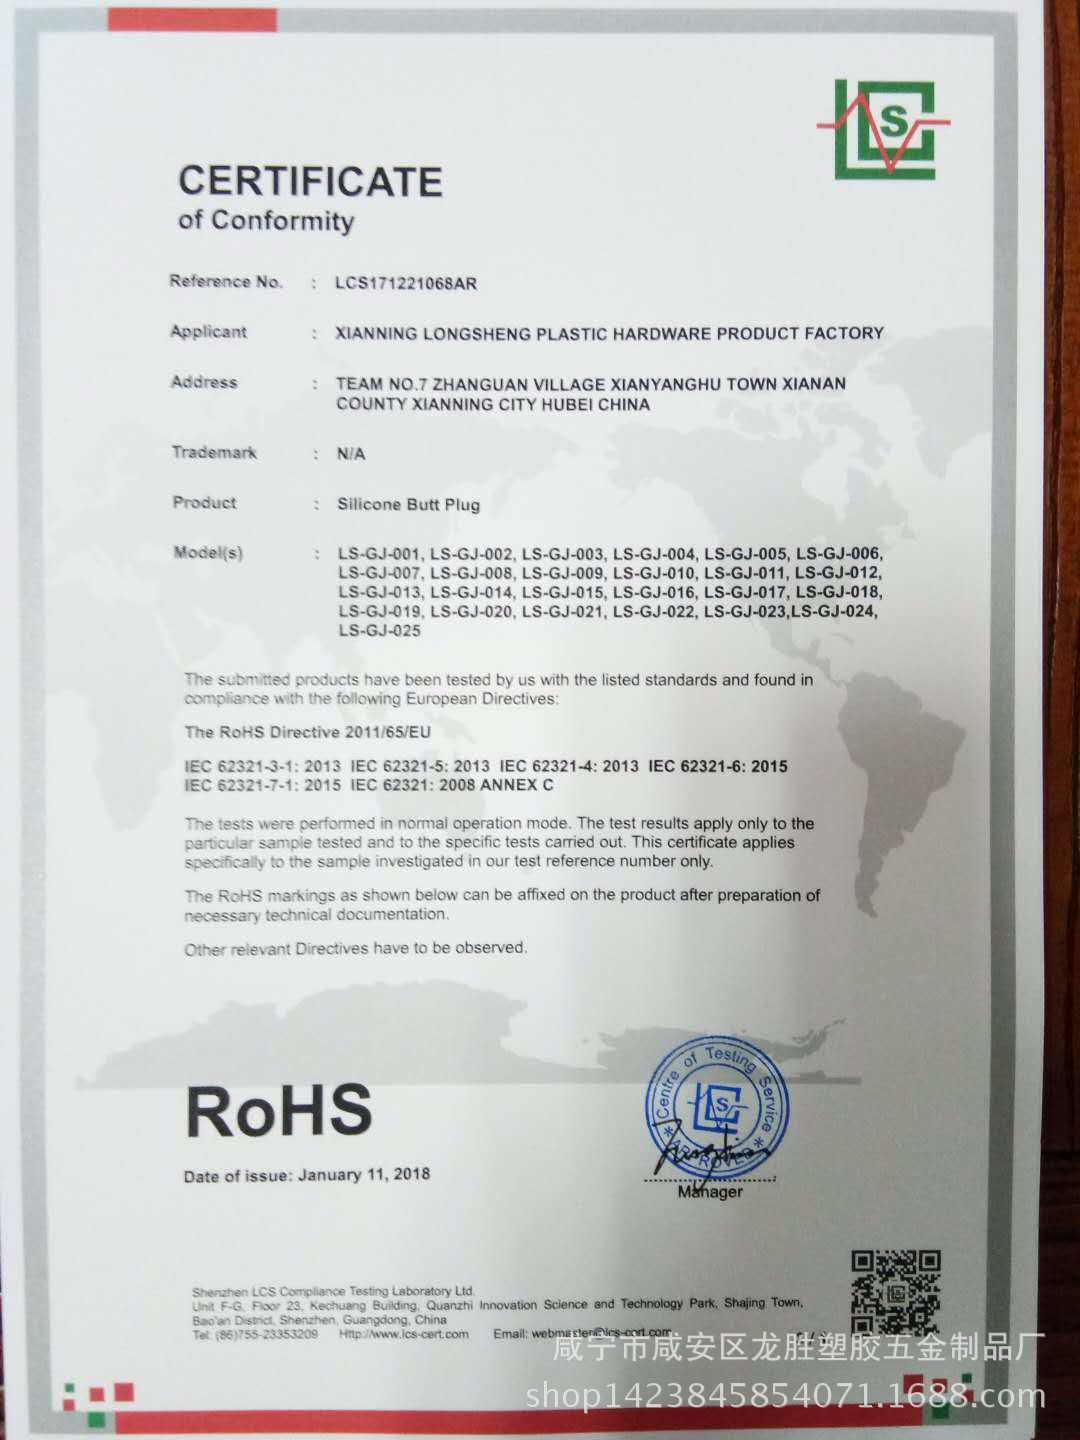 LCS
CERTIFICATE
of Conformity
Reference No. : LCS171221068AR
Applicant : XIANNING LONGSHENG PLASTIC HARDWARE PRODUCT FACTORY
Address : TEAM NO.7 ZHANGUAN VILLAGE XIANYANGHU TOWN XIANAN
COUNTY XIANNING CITY HUBEI CHINA
Trademark : N/A
Product : Silicone Butt Plug
Model(s) : LS-GJ-001, LS-GJ-002, LS-GJ-003, LS-GJ-004, LS-GJ-005, LS-GJ-006,
LS-GJ-007, LS-GJ-008, LS-GJ-009, LS-GJ-010, LS-GJ-011, LS-GJ-012,
LS-GJ-013, LS-GJ-014, LS-GJ-015, LS-GJ-016, LS-GJ-017, LS-GJ-018,
LS-GJ-019, LS-GJ-020, LS-GJ-021, LS-GJ-022, LS-GJ-023,LS-GJ-024,
LS-GJ-025
The submitted products have been tested by us with the listed standards and found in
compliance with the following European Directives:
The RoHS Directive 2011/65/EU
IEC 62321-3-1: 2013 IEC 62321-5: 2013 IEC 62321-4: 2013 IEC 62321-6: 2015
IEC 62321-7-1: 2015 IEC 62321: 2008 ANNEX C
The tests were performed in normal operation mode. The test results apply only to the
particular sample tested and to the specific tests carried out. This certificate applies
specifically to the sample investigated in our test reference number only.
The RoHS markings as shown below can be affixed on the product after preparation of
necessary technical documentation.
Other relevant Directives have to be observed.
Centre of Testing Service
LCS
APPROVED
RoHS
Date of issue: January 11, 2018
Manager
Shenzhen LCS Compliance Testing Laboratory Ltd.
Unit F-G, Floor 23, Kechuang Building, Quanzhi Innovation Science and Technology Park, Shajing Town,
Bao'an District, Shenzhen, Guangdong, China
Tel: (86)755-23353209 Http://www.lcs-cert.com Email: webmaster@lcs-cert.com
咸宁市咸安区龙胜塑胶五金制品厂
shop1423845854071.1688.com